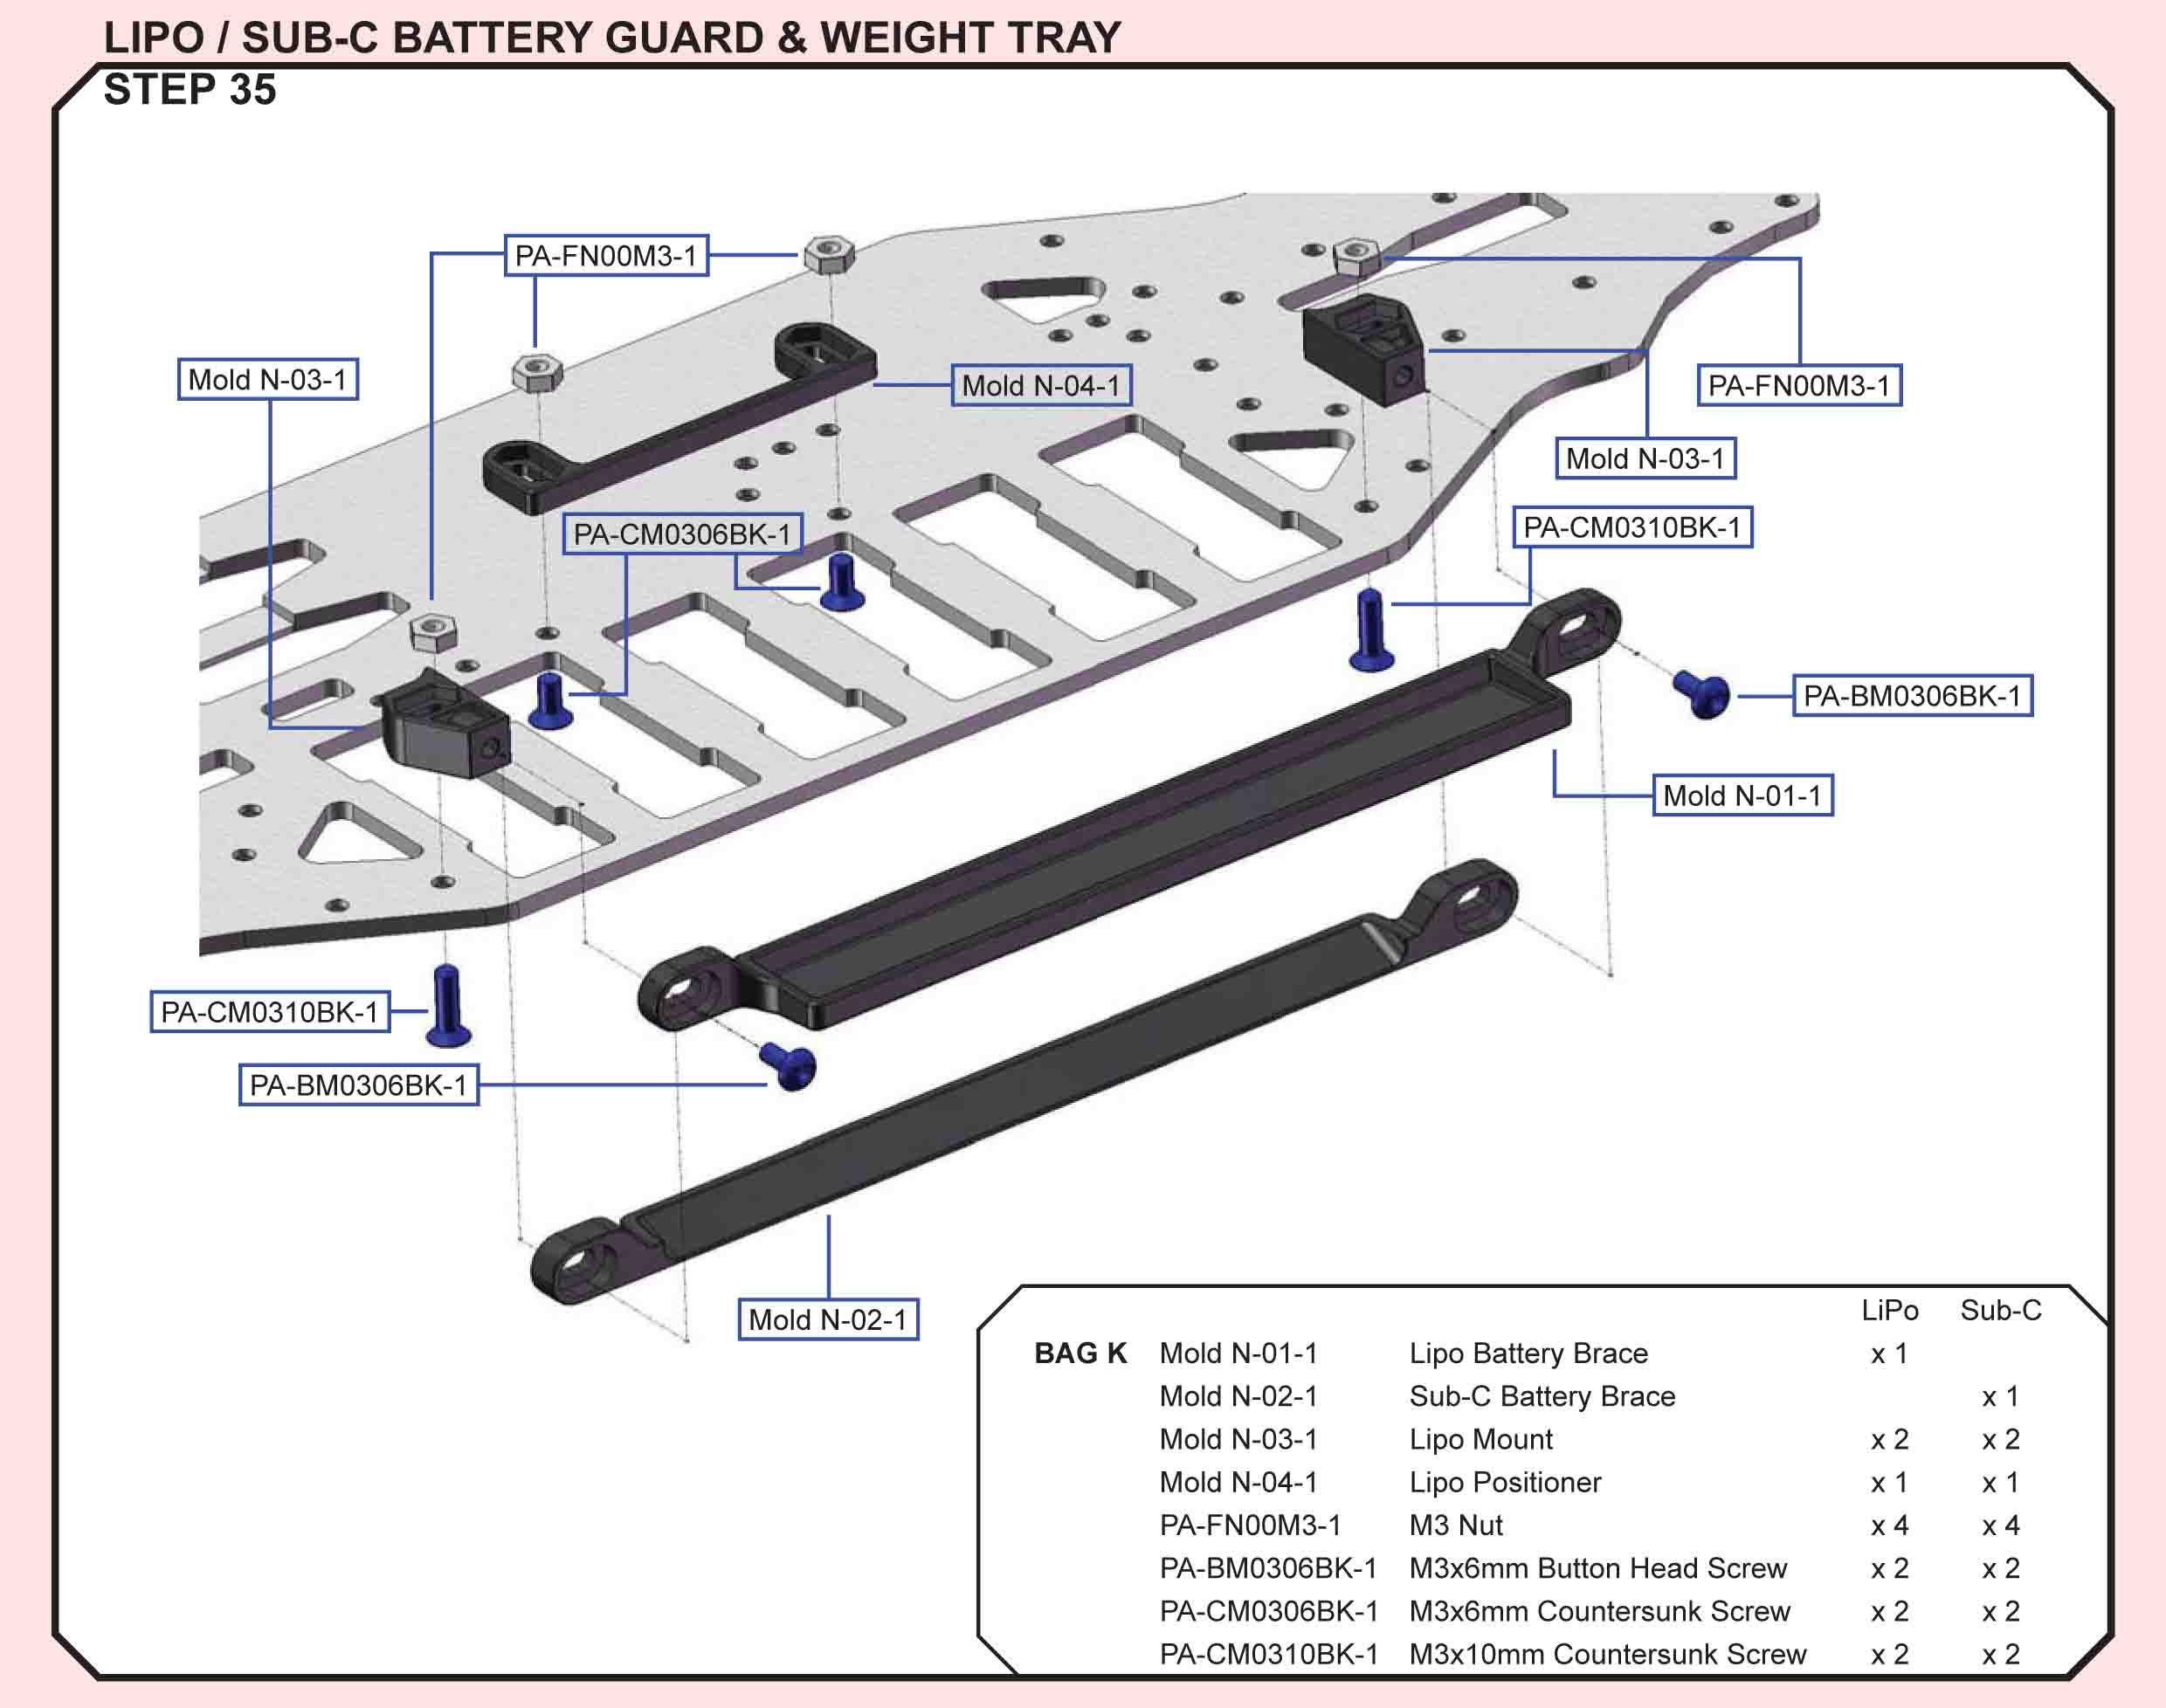 LIPO / SUB-C BATTERY GUARD & WEIGHT TRAY
STEP 35
PA-FN00M3-1
Mold N-03-1
Mold N-04-1
PA-FN00M3-1
Mold N-03-1
PA-CM0306BK-1
PA-CM0310BK-1
PA-BM0306BK-1
Mold N-01-1
PA-CM0310BK-1
PA-BM0306BK-1
Mold N-02-1
LiPo Sub-C
BAG K Mold N-01-1 Lipo Battery Brace x 1
Mold N-02-1 Sub-C Battery Brace x 1
Mold N-03-1 Lipo Mount x 2 x 2
Mold N-04-1 Lipo Positioner x 1 x 1
PA-FN00M3-1 M3 Nut x 4 x 4
PA-BM0306BK-1 M3x6mm Button Head Screw x 2 x 2
PA-CM0306BK-1 M3x6mm Countersunk Screw x 2 x 2
PA-CM0310BK-1 M3x10mm Countersunk Screw x 2 x 2